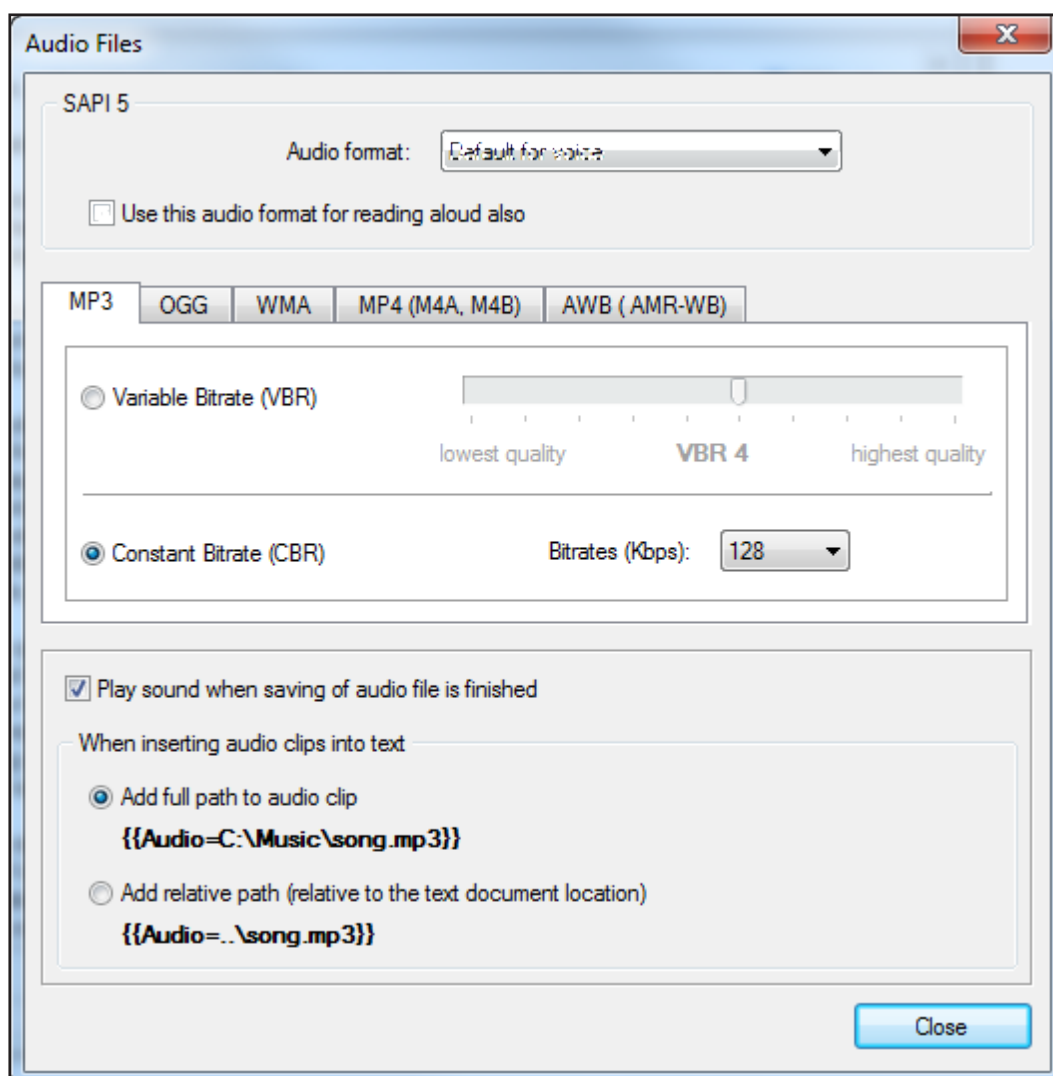 Audio Files
SAPI 5
Audio format: Default for voice
Use this audio format for reading aloud also
MP3 OGG WMA MP4 (M4A, M4B) AWB ( AMR-WB)
Variable Bitrate (VBR)
lowest quality VBR 4 highest quality
Constant Bitrate (CBR) Bitrates (Kbps): 128
Play sound when saving of audio file is finished
When inserting audio clips into text
Add full path to audio clip
{{Audio=C:\Music\song.mp3}}
Add relative path (relative to the text document location)
{{Audio=..\song.mp3}}
Close